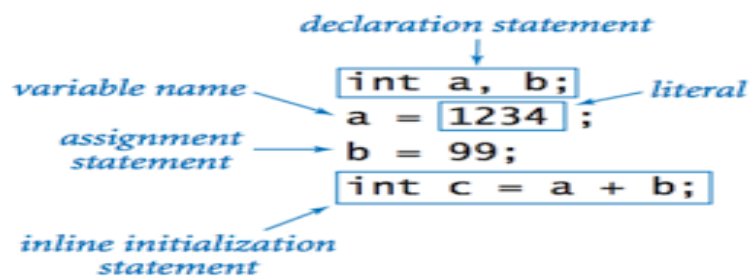 declaration statement
int a, b;
variable name
literal
a = 1234 ;
assignment
statement
b = 99;
int c = a + b;
inline initialization
statement